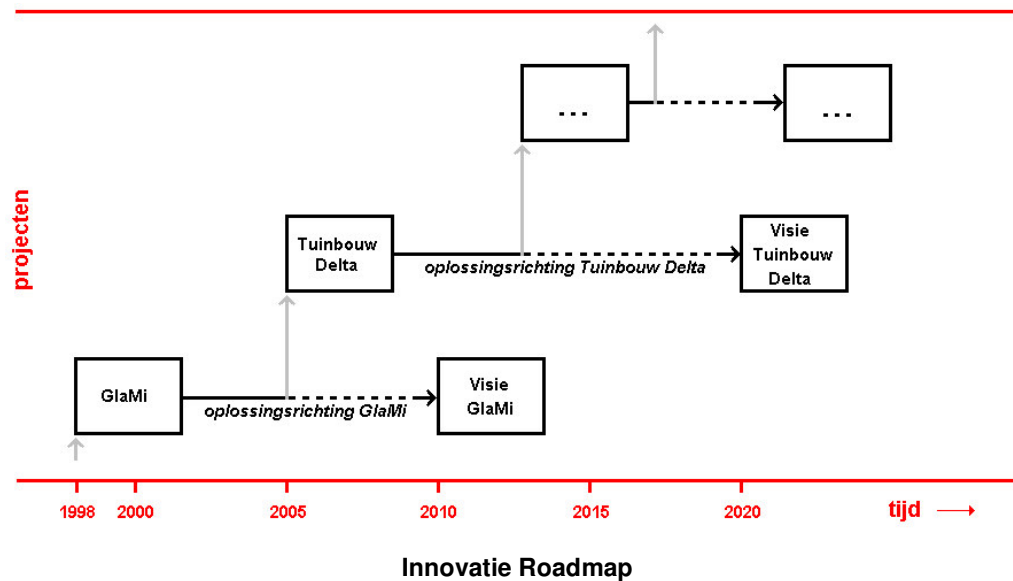 ... ...
projecten
Tuinbouw
Delta
oplossingsrichting Tuinbouw Delta
Visie
Tuinbouw
Delta
GlaMi
oplossingsrichting GlaMi
Visie
GlaMi
1998 2000 2005 2010 2015 2020 tijd
Innovatie Roadmap